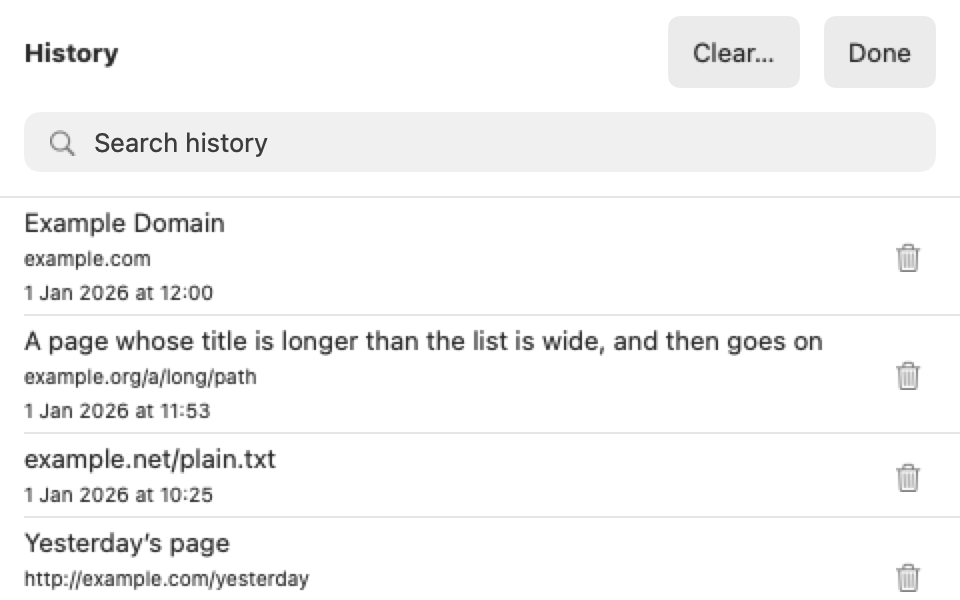 History
Clear...
Done
Search history
Example Domain
example.com
1 Jan 2026 at 12:00
A page whose title is longer than the list is wide, and then goes on
example.org/a/long/path
1 Jan 2026 at 11:53
example.net/plain.txt
1 Jan 2026 at 10:25
Yesterday’s page
http://example.com/yesterday